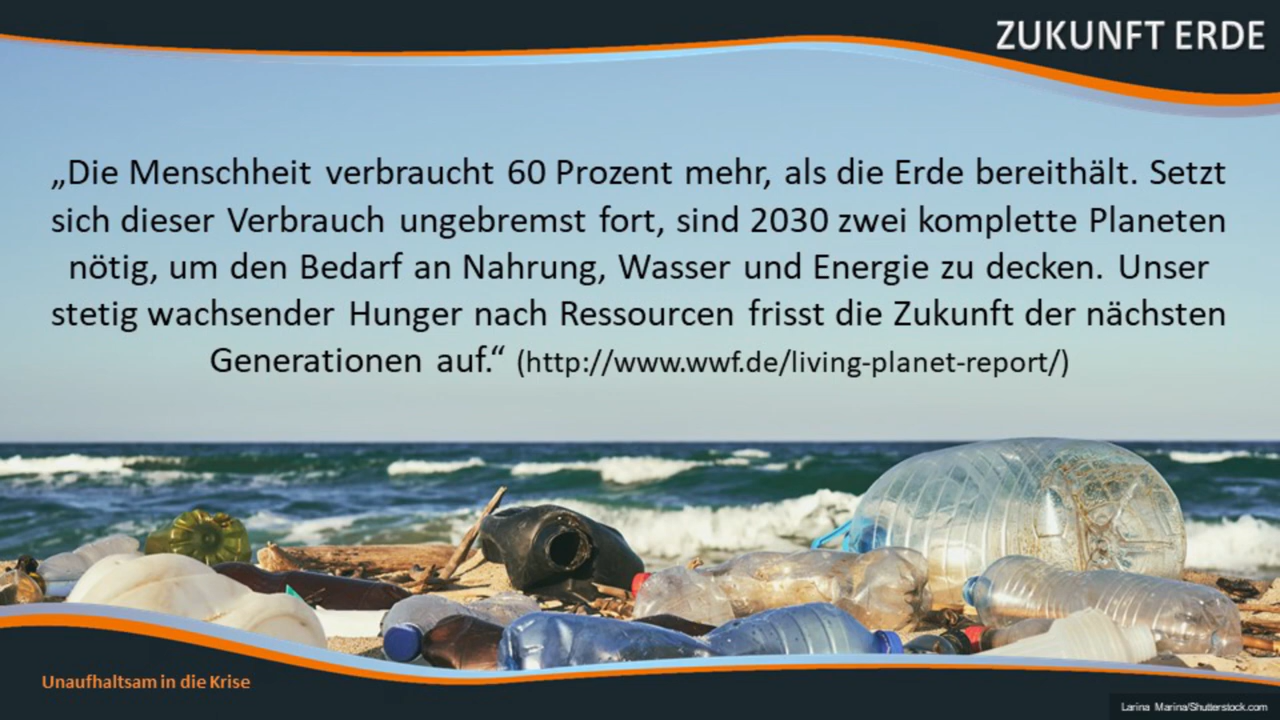 ZUKUNFT ERDE
„Die Menschheit verbraucht 60 Prozent mehr, als die Erde bereithält. Setzt
sich dieser Verbrauch ungebremst fort, sind 2030 zwei komplette Planeten
nötig, um den Bedarf an Nahrung, Wasser und Energie zu decken. Unser
stetig wachsender Hunger nach Ressourcen frisst die Zukunft der nächsten
Generationen auf.“ (http://www.wwf.de/living-planet-report/)
Unaufhaltsam in die Krise
Larina Marina/Shutterstock.com